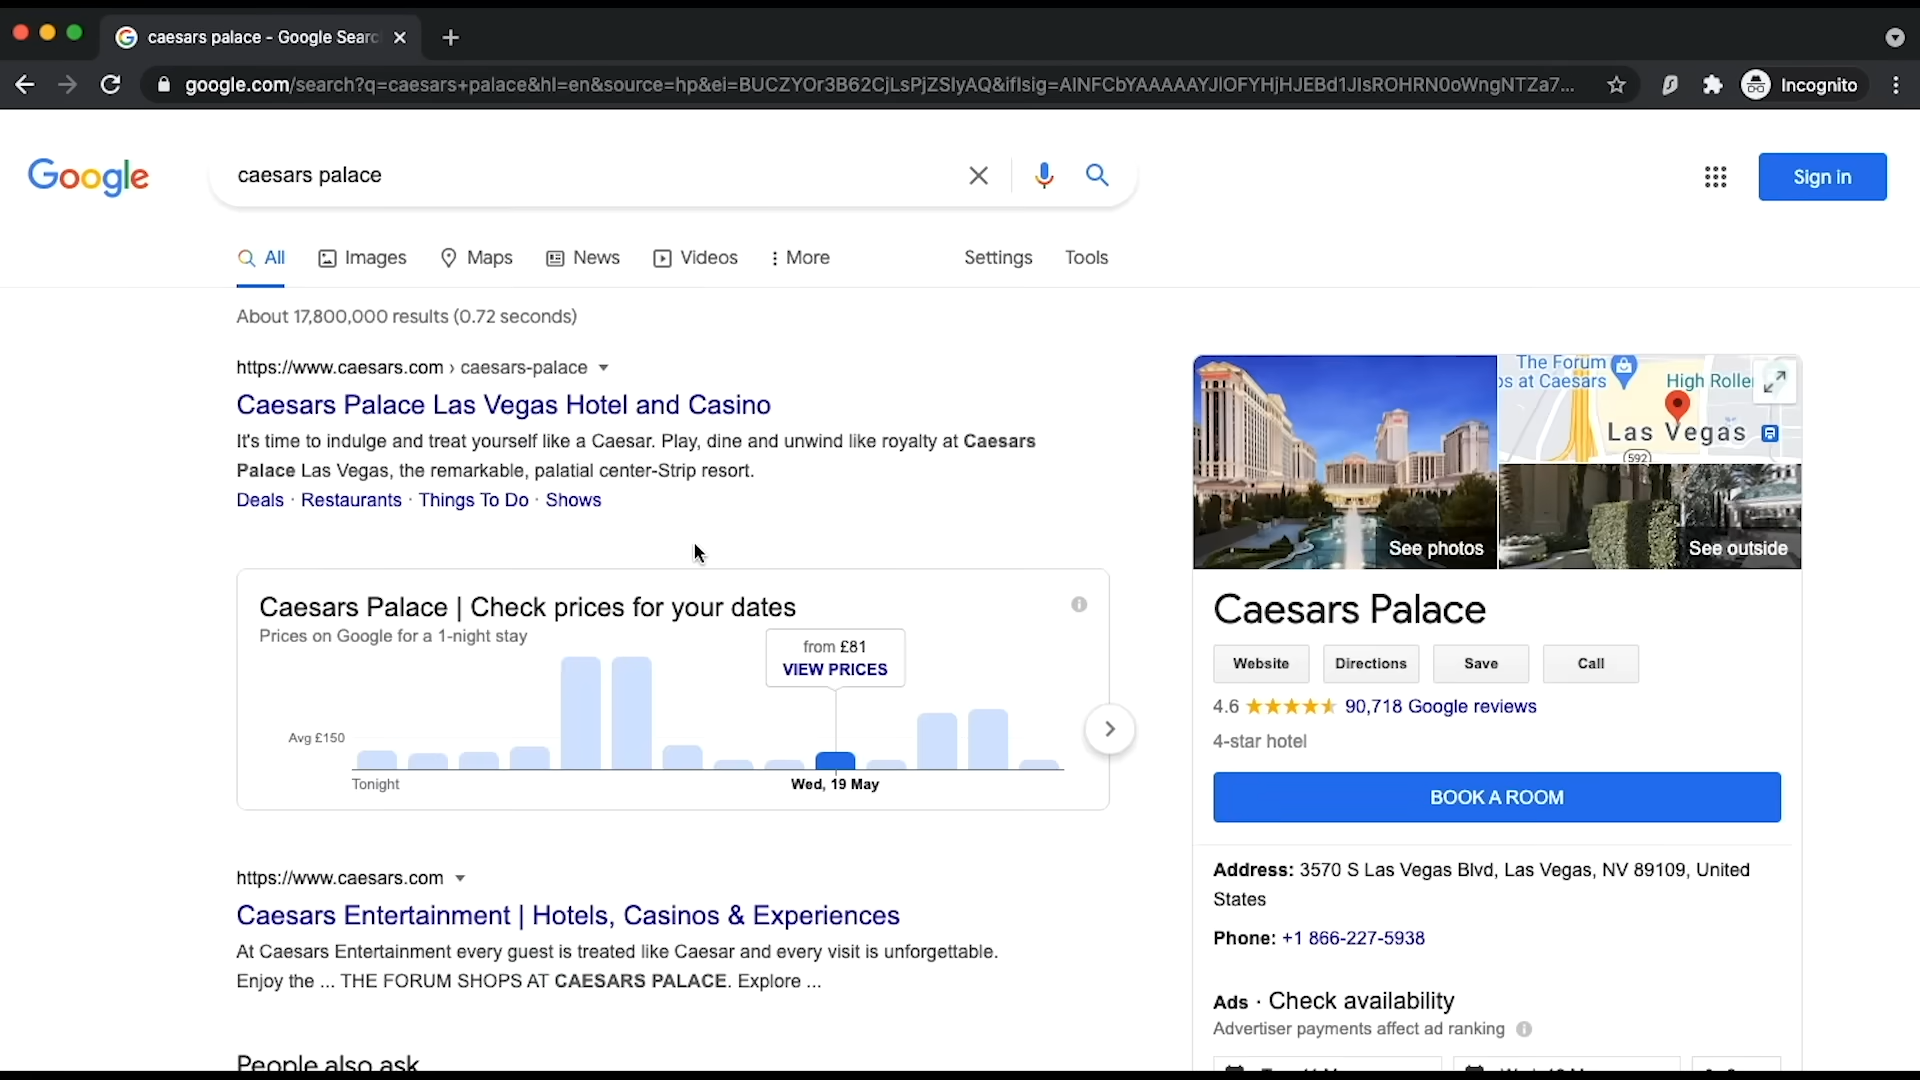 caesars palace - Google Searc
google.com/search?q=caesars+palace&hl=en&source=hp&ei=BUCZYOr3B62CjLsPjZSIyAQ&iflsig=AINFCbYAAAAAYJlOFYHjHJEBd1JIsROHRN0oWngNTZa7...
Incognito
Google
caesars palace
Sign in
All
Images
Maps
News
Videos
More
Settings
Tools
About 17,800,000 results (0.72 seconds)
https://www.caesars.com › caesars-palace
Caesars Palace Las Vegas Hotel and Casino
It's time to indulge and treat yourself like a Caesar. Play, dine and unwind like royalty at Caesars
Palace Las Vegas, the remarkable, palatial center-Strip resort.
Deals · Restaurants · Things To Do · Shows
Caesars Palace | Check prices for your dates
Prices on Google for a 1-night stay
from £81
VIEW PRICES
Avg £150
Tonight
Wed, 19 May
https://www.caesars.com
Caesars Entertainment | Hotels, Casinos & Experiences
At Caesars Entertainment every guest is treated like Caesar and every visit is unforgettable.
Enjoy the ... THE FORUM SHOPS AT CAESARS PALACE. Explore ...
People also ask
The Forum
ps at Caesars
High Roller
Las Vegas
592
See photos
See outside
Caesars Palace
Website
Directions
Save
Call
4.6 90,718 Google reviews
4-star hotel
BOOK A ROOM
Address: 3570 S Las Vegas Blvd, Las Vegas, NV 89109, United
States
Phone: +1 866-227-5938
Ads · Check availability
Advertiser payments affect ad ranking